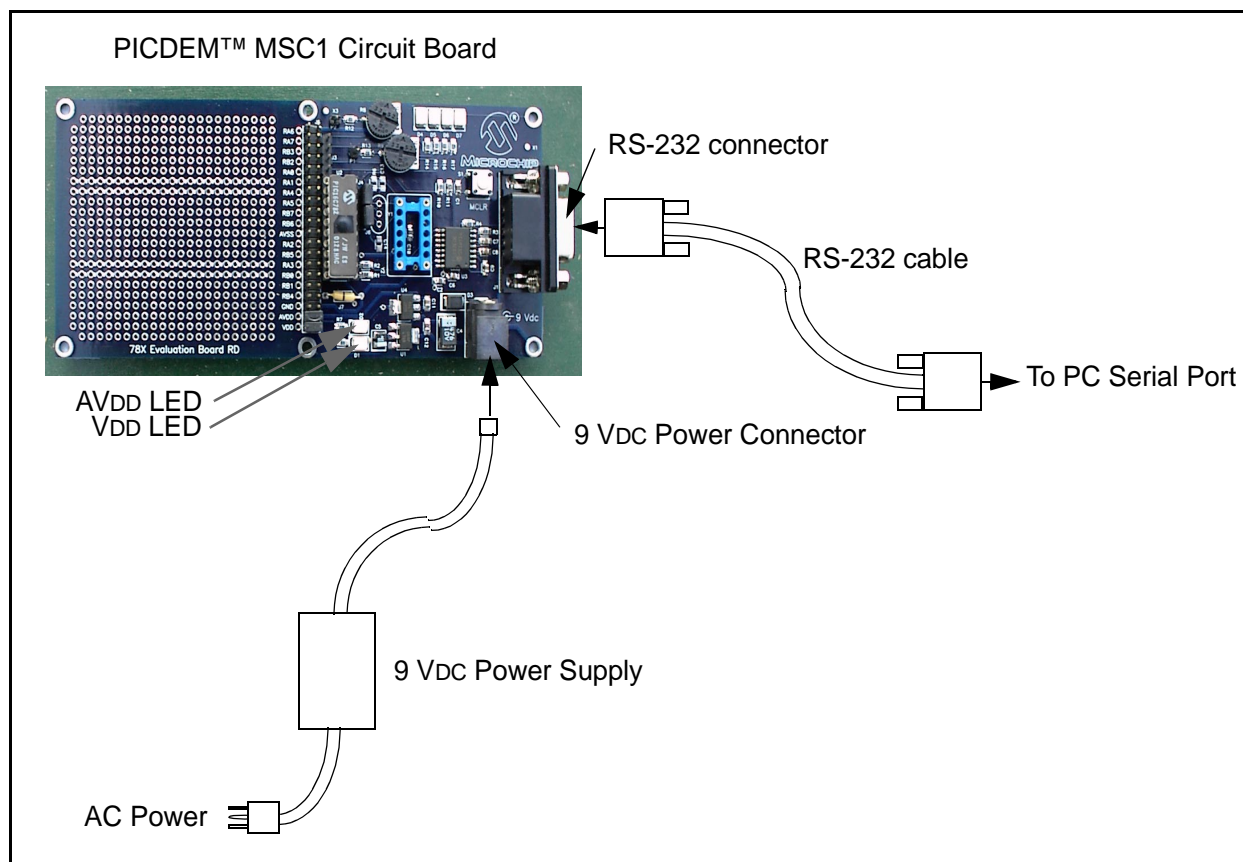 PICDEM™ MSC1 Circuit Board
RS-232 connector
RS-232 cable
To PC Serial Port
MICROCHIP
MCLR
RA6
RA7
RB3
RB2
RA0
RA1
RA4
RA5
RB7
RB6
AVSS
RA2
RB5
RA3
RB0
RB1
RB4
GND
AVDD
VDD
9 Vdc
78X Evaluation Board RD
AVDD LED
VDD LED
9 VDC Power Connector
9 VDC Power Supply
AC Power